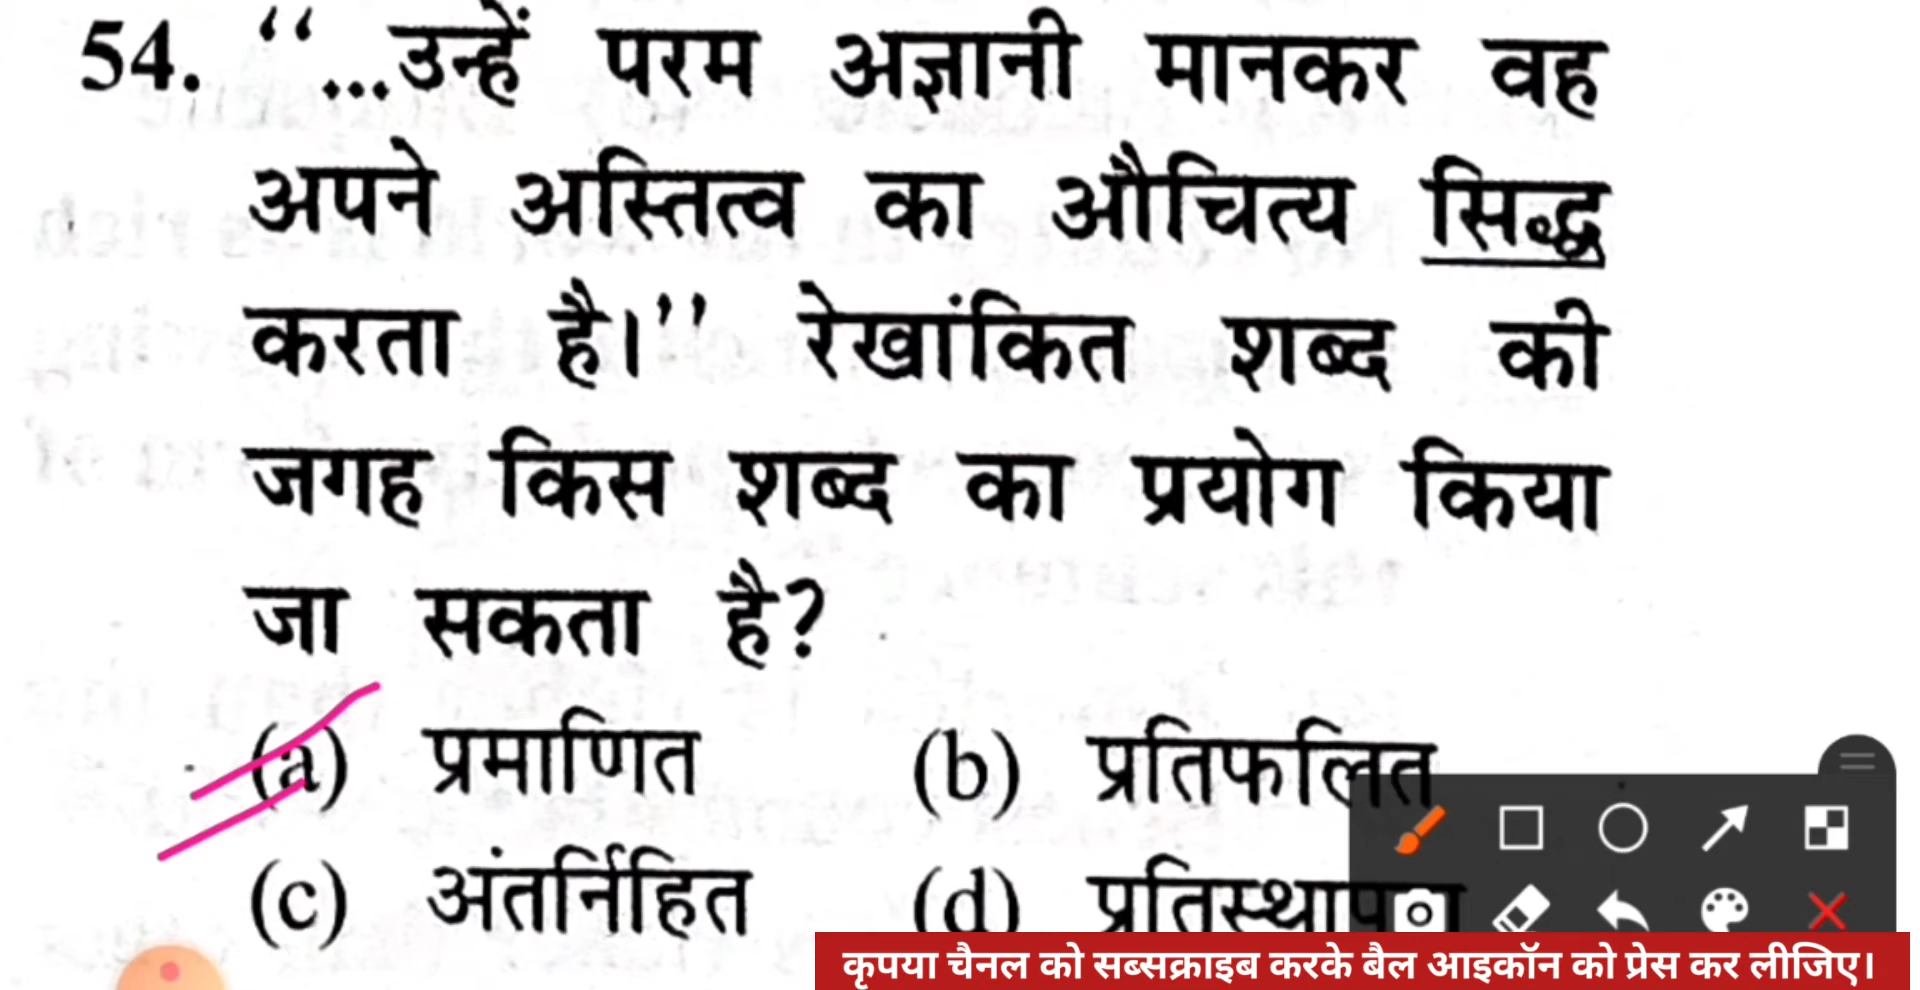 54. ‘‘...उन्हें परम अज्ञानी मानकर वह
अपने अस्तित्व का औचित्य सिद्ध
करता है।’’ रेखांकित शब्द की
जगह किस शब्द का प्रयोग किया
जा सकता है?
(a) प्रमाणित (b) प्रतिफलित
(c) अंतर्निहित (d)
कृपया चैनल को सब्सक्राइब करके बैल आइकॉन को प्रेस कर लीजिए।